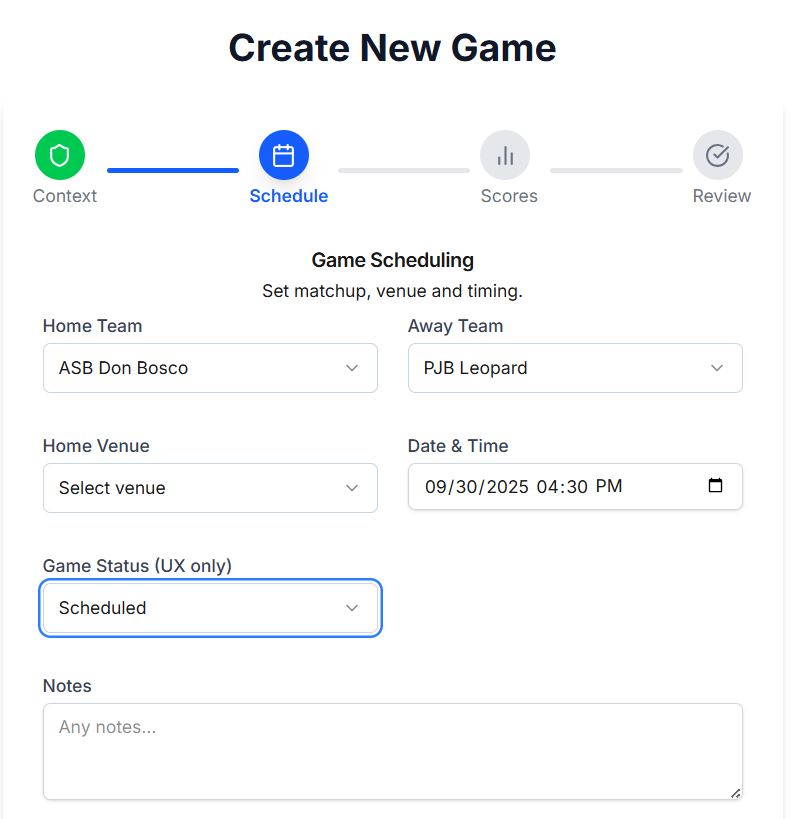 Create New Game
Context
Schedule
Scores
Review
Game Scheduling
Set matchup, venue and timing.
Home Team
Away Team
ASB Don Bosco
PJB Leopard
Home Venue
Date & Time
Select venue
09/30/2025 04:30 PM
Game Status (UX only)
Scheduled
Notes
Any notes...